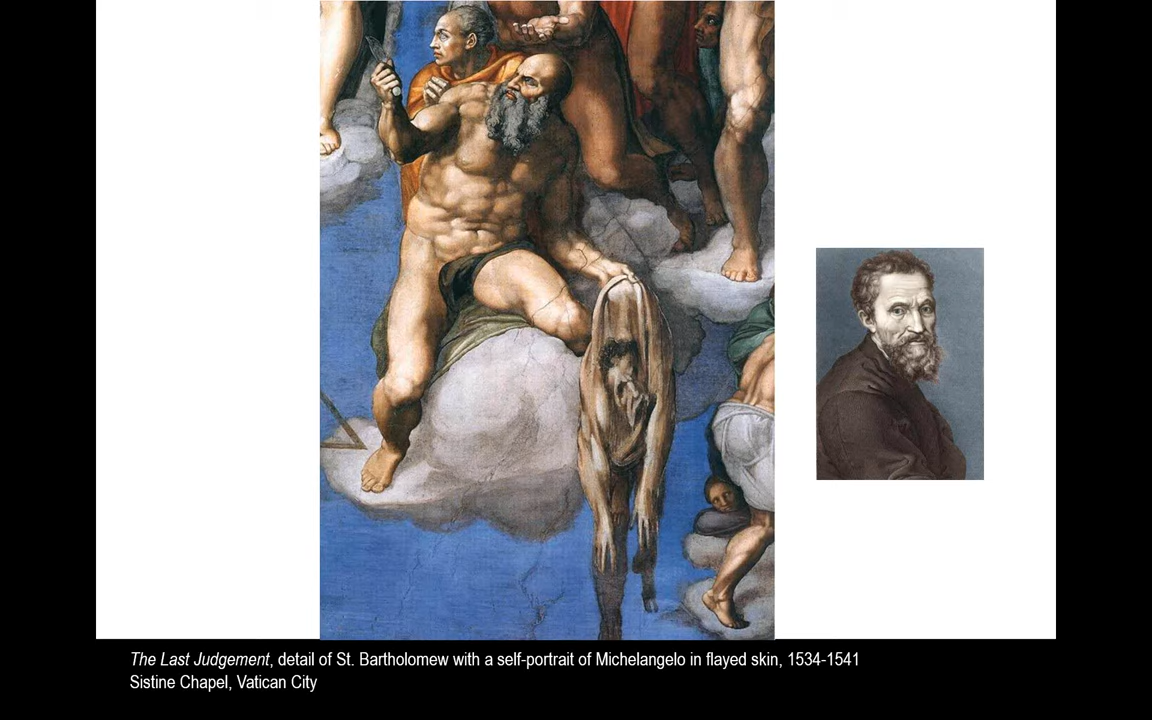 The Last Judgement, detail of St. Bartholomew with a self-portrait of Michelangelo in flayed skin, 1534-1541
Sistine Chapel, Vatican City